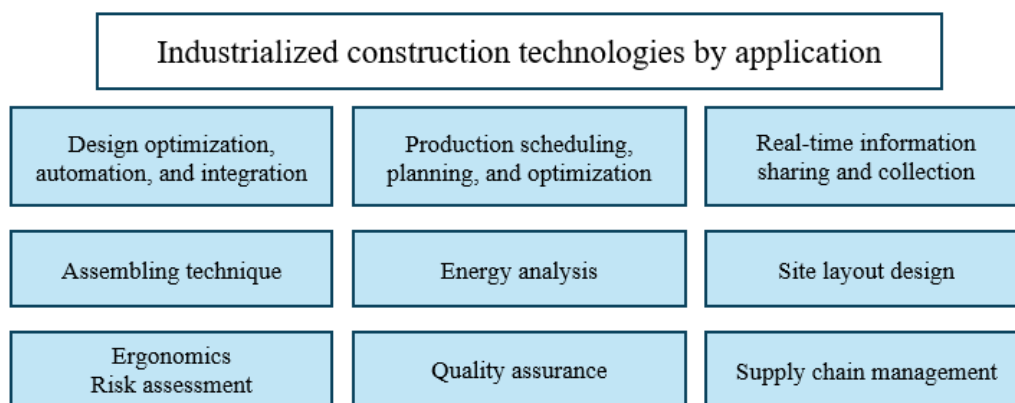 Industrialized construction technologies by application
Design optimization,
automation, and integration
Production scheduling,
planning, and optimization
Real-time information
sharing and collection
Assembling technique
Energy analysis
Site layout design
Ergonomics
Risk assessment
Quality assurance
Supply chain management